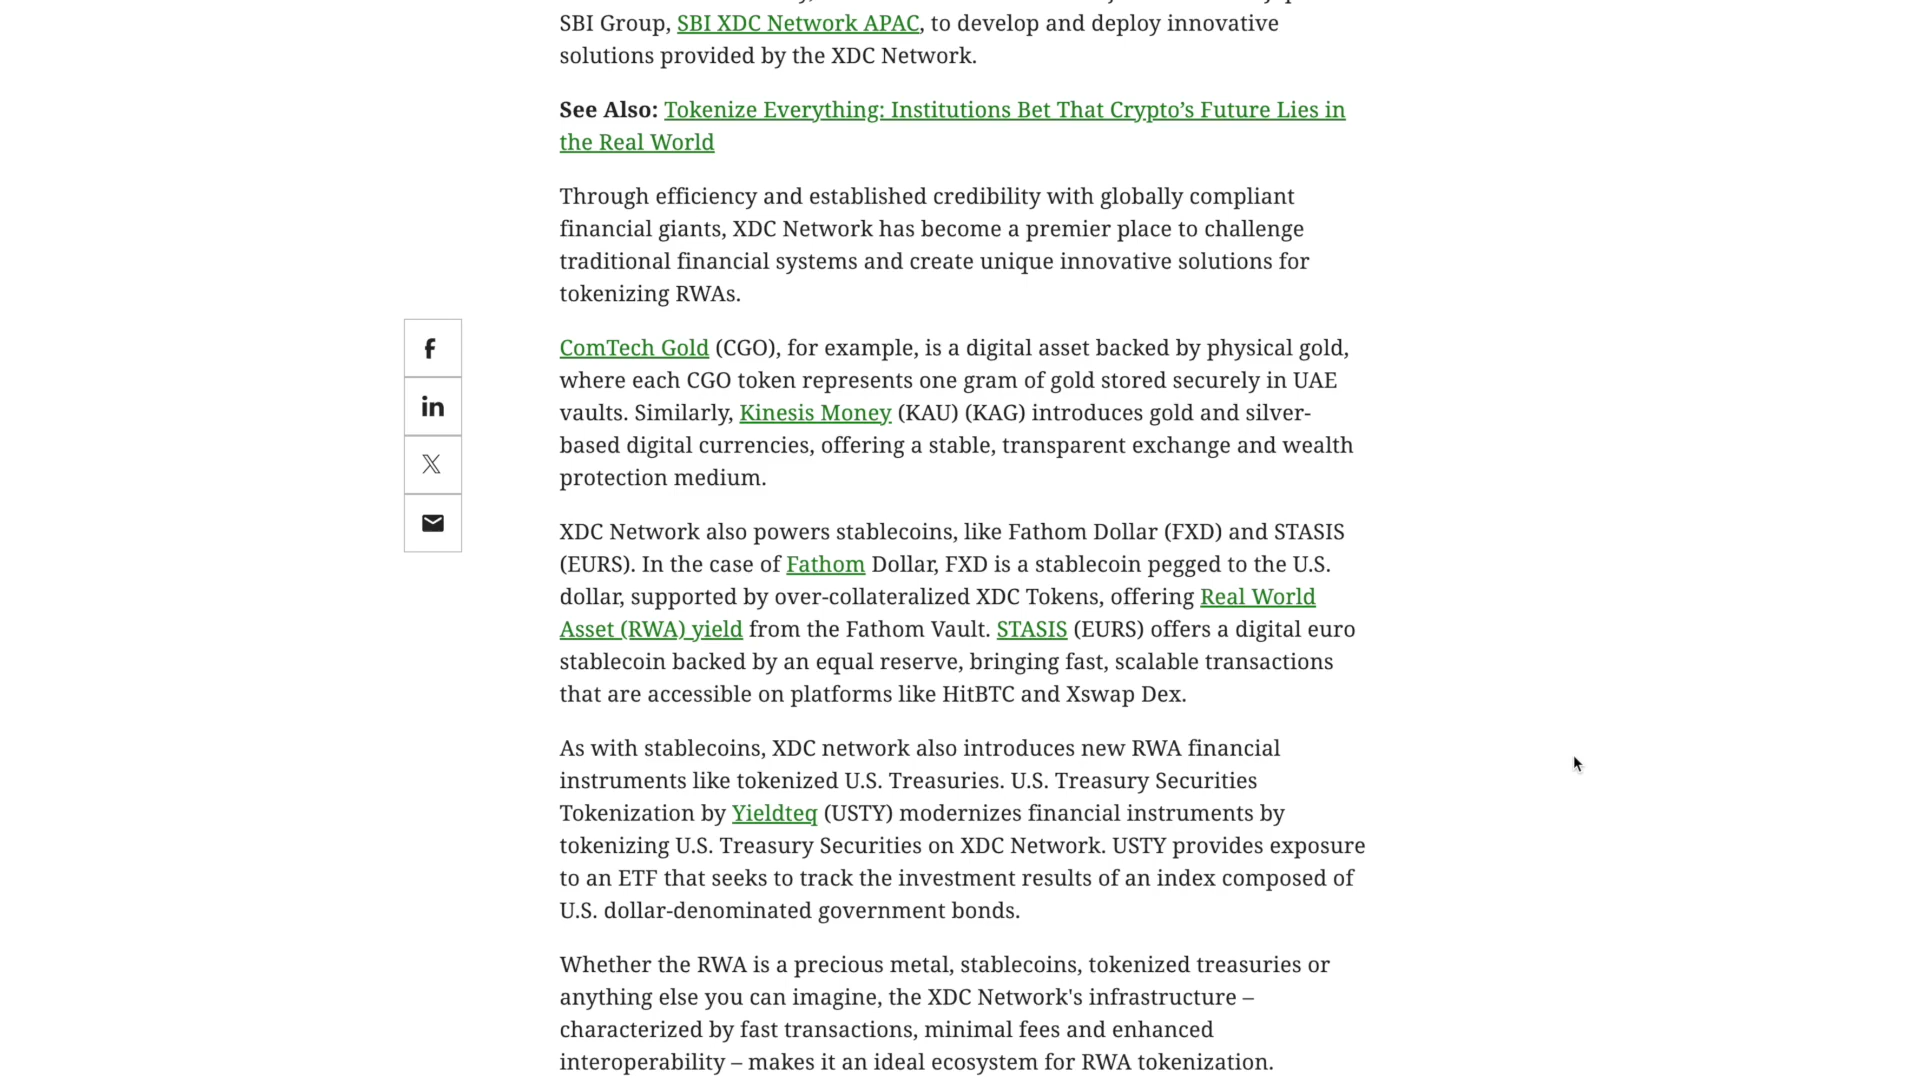 SBI Group, SBI XDC Network APAC, to develop and deploy innovative
solutions provided by the XDC Network.
See Also: Tokenize Everything: Institutions Bet That Crypto’s Future Lies in
the Real World
Through efficiency and established credibility with globally compliant
financial giants, XDC Network has become a premier place to challenge
traditional financial systems and create unique innovative solutions for
tokenizing RWAs.
ComTech Gold (CGO), for example, is a digital asset backed by physical gold,
where each CGO token represents one gram of gold stored securely in UAE
vaults. Similarly, Kinesis Money (KAU) (KAG) introduces gold and silver-
based digital currencies, offering a stable, transparent exchange and wealth
protection medium.
XDC Network also powers stablecoins, like Fathom Dollar (FXD) and STASIS
(EURS). In the case of Fathom Dollar, FXD is a stablecoin pegged to the U.S.
dollar, supported by over-collateralized XDC Tokens, offering Real World
Asset (RWA) yield from the Fathom Vault. STASIS (EURS) offers a digital euro
stablecoin backed by an equal reserve, bringing fast, scalable transactions
that are accessible on platforms like HitBTC and Xswap Dex.
As with stablecoins, XDC network also introduces new RWA financial
instruments like tokenized U.S. Treasuries. U.S. Treasury Securities
Tokenization by Yieldteq (USTY) modernizes financial instruments by
tokenizing U.S. Treasury Securities on XDC Network. USTY provides exposure
to an ETF that seeks to track the investment results of an index composed of
U.S. dollar-denominated government bonds.
Whether the RWA is a precious metal, stablecoins, tokenized treasuries or
anything else you can imagine, the XDC Network's infrastructure –
characterized by fast transactions, minimal fees and enhanced
interoperability – makes it an ideal ecosystem for RWA tokenization.